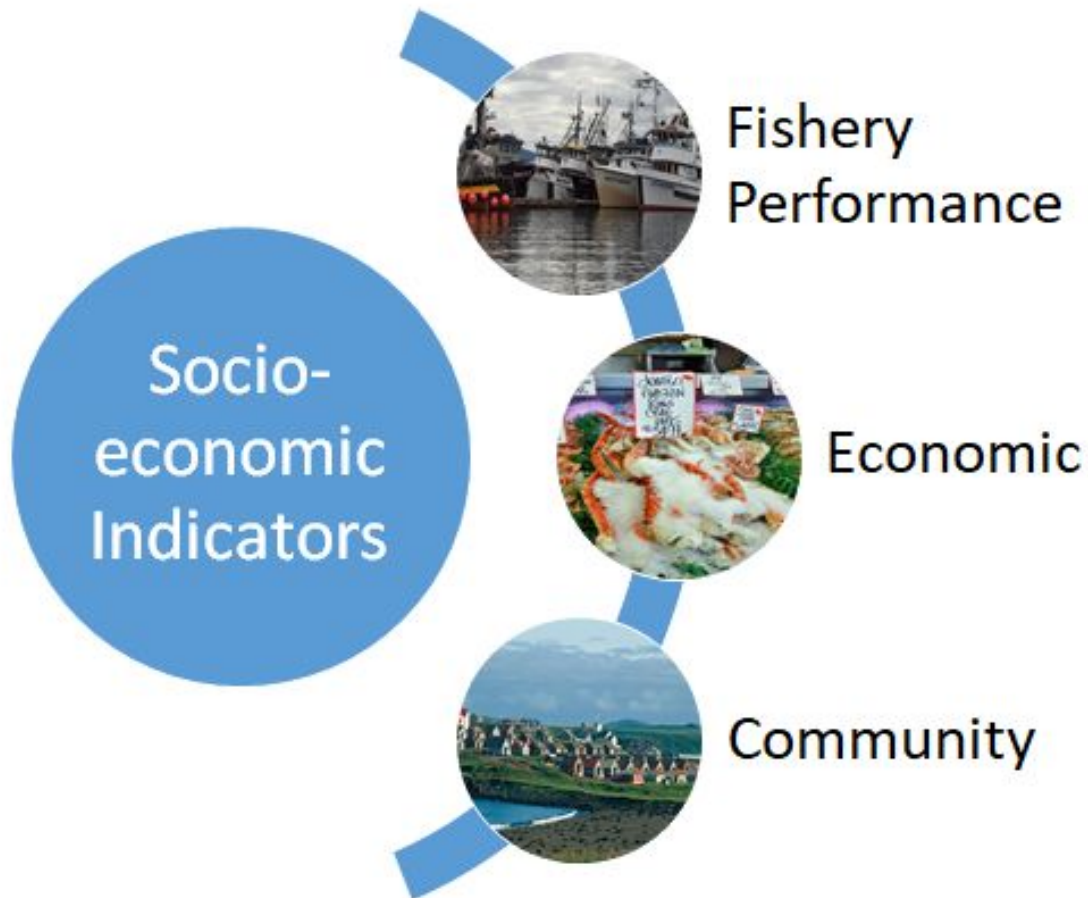 Socio-
economic
Indicators
Fishery
Performance
Economic
Community